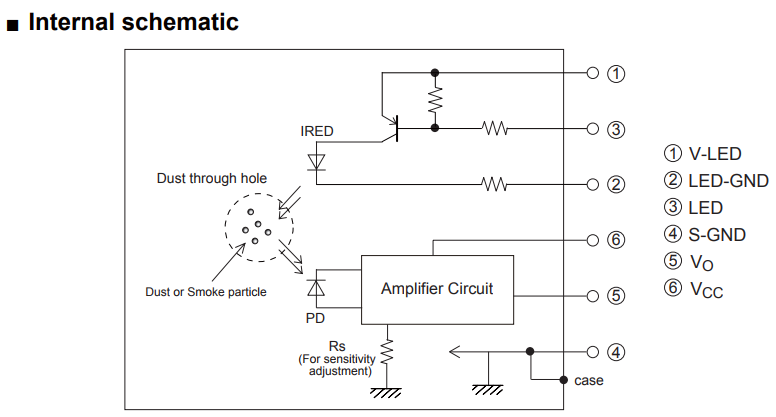 ■ Internal schematic
①
IRED
③
Dust through hole
②
⑥
Amplifier Circuit
⑤
Dust or Smoke particle
PD
Rs
(For sensitivity
adjustment)
④
case
① V-LED
② LED-GND
③ LED
④ S-GND
⑤ VO
⑥ VCC